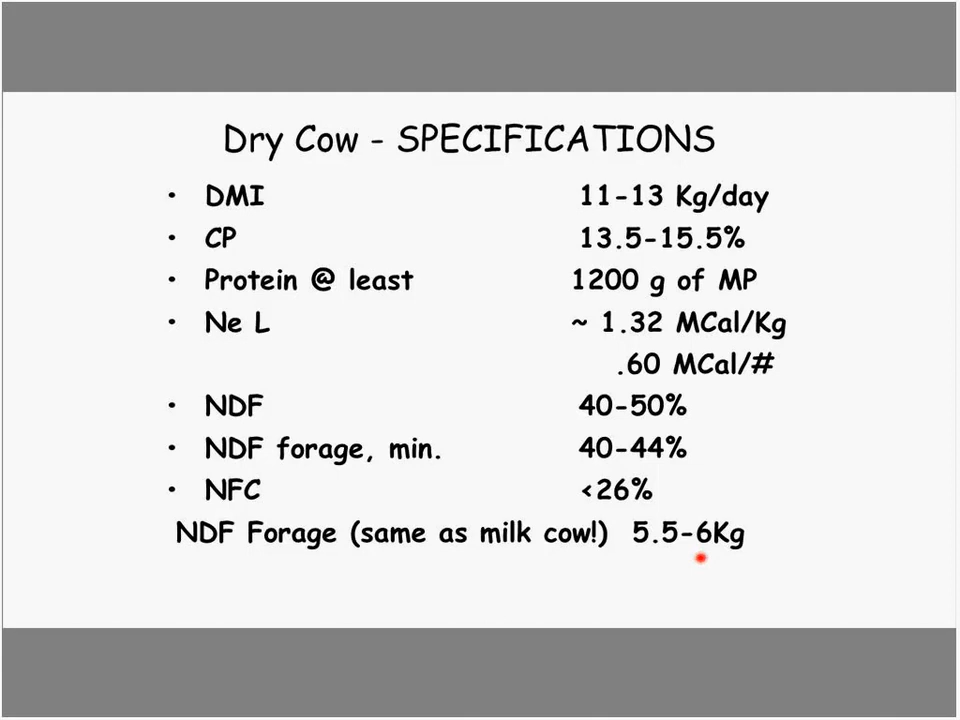 Dry Cow - SPECIFICATIONS
• DMI 11-13 Kg/day
• CP 13.5-15.5%
• Protein @ least 1200 g of MP
• Ne L ~ 1.32 MCal/Kg
.60 MCal/#
• NDF 40-50%
• NDF forage, min. 40-44%
• NFC <26%
NDF Forage (same as milk cow!) 5.5-6Kg